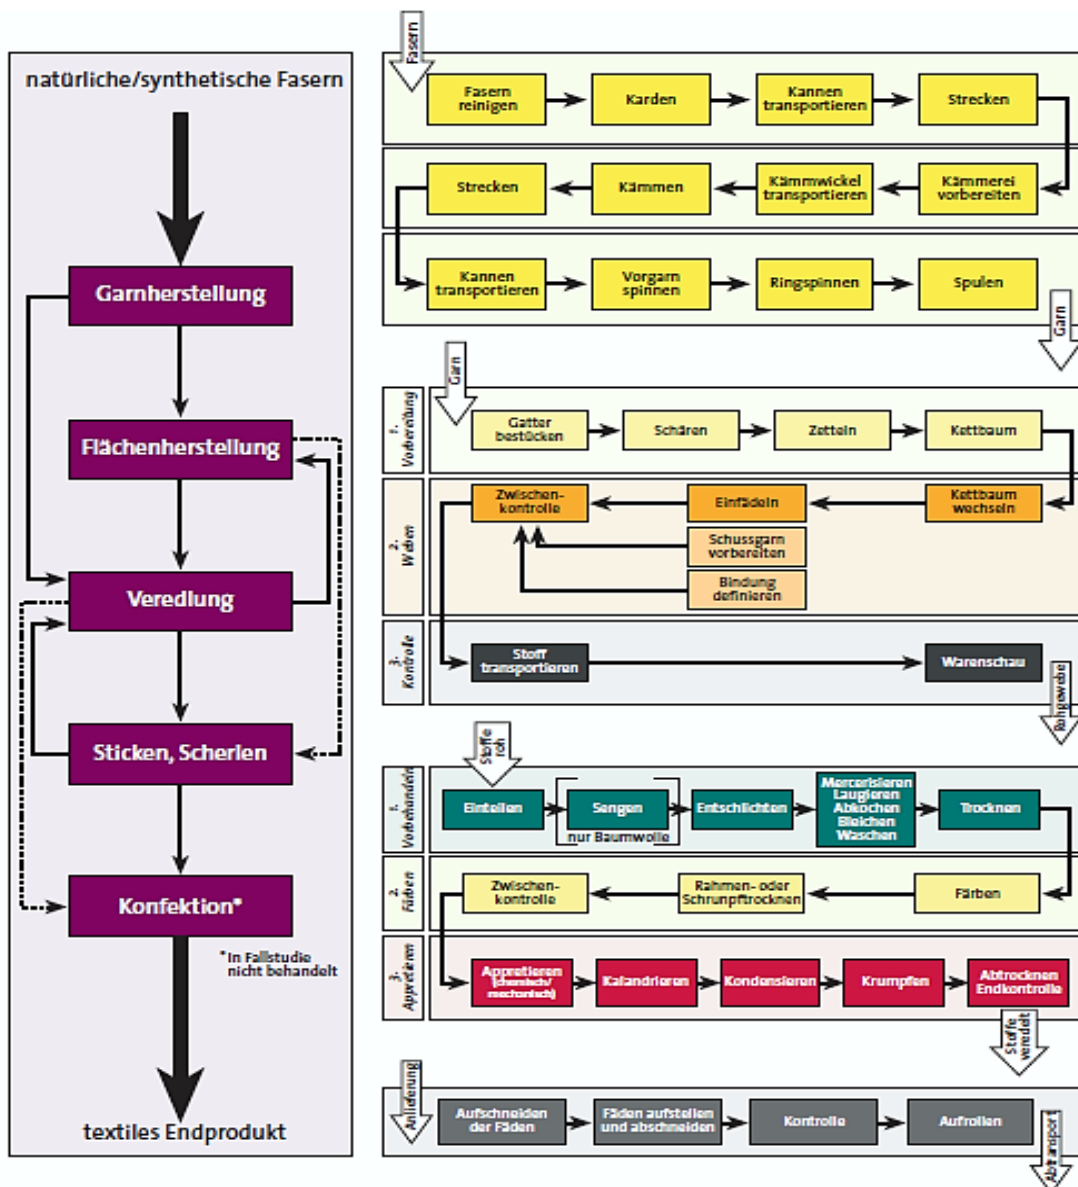 natürliche/synthetische Fasern
Garnherstellung
Flächenherstellung
Veredlung
Sticken, Scherlen
Konfektion*
*In Fallstudie
nicht behandelt
textiles Endprodukt
Fasern
Fasern
reinigen
Karden
Kannen
transportieren
Strecken
Strecken
Kämmen
Kämmwickel
transportieren
Kämmerei
vorbereiten
Kannen
transportieren
Vorgarn
spinnen
Ringspinnen
Spulen
Garn
Garn
1.
Vorbereitung
Gatter
bestücken
Schären
Zetteln
Kettbaum
2.
Weben
Zwischen-
kontrolle
Einfädeln
Kettbaum
wechseln
Schussgarn
vorbereiten
Bindung
definieren
3.
Kontrolle
Stoff
transportieren
Warenschau
Rohgewebe
Stoffe
roh
1.
Vorbehandeln
Einteilen
Sengen
nur Baumwolle
Entschlichten
Mercerisieren
Laugieren
Abkochen
Bleichen
Waschen
Trocknen
2.
Färben
Zwischen-
kontrolle
Rahmen- oder
Schrunpftrocknen
Färben
3.
Appretieren
Appretieren
(chemisch/
mechanisch)
Kalandrieren
Kondensieren
Krumpfen
Abtrocknen
Endkontrolle
Stoffe
veredelt
Anlieferung
Aufschneiden
der Fäden
Fäden aufstellen
und abschneiden
Kontrolle
Aufrollen
Abtransport